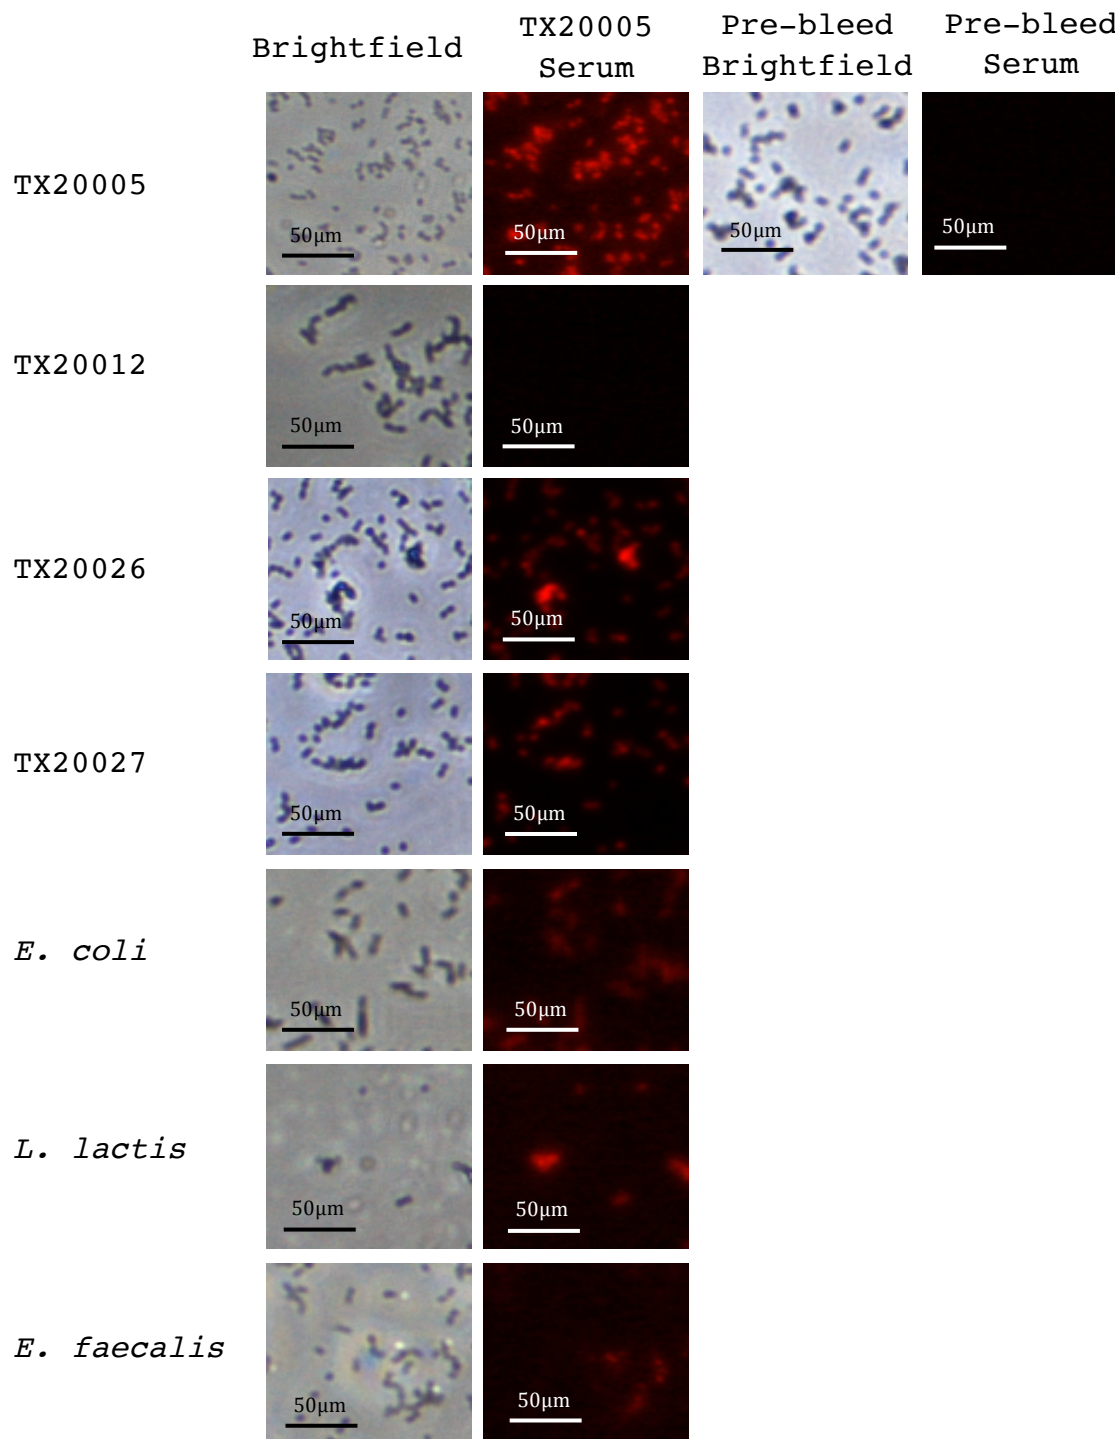 Brightfield
TX20005
Serum
Pre-bleed
Brightfield
Pre-bleed
Serum
TX20005
50μm
50μm
50μm
50μm
TX20012
50μm
50μm
TX20026
50μm
50μm
TX20027
50μm
50μm
E. coli
50μm
50μm
L. lactis
50μm
50μm
E. faecalis
50μm
50μm